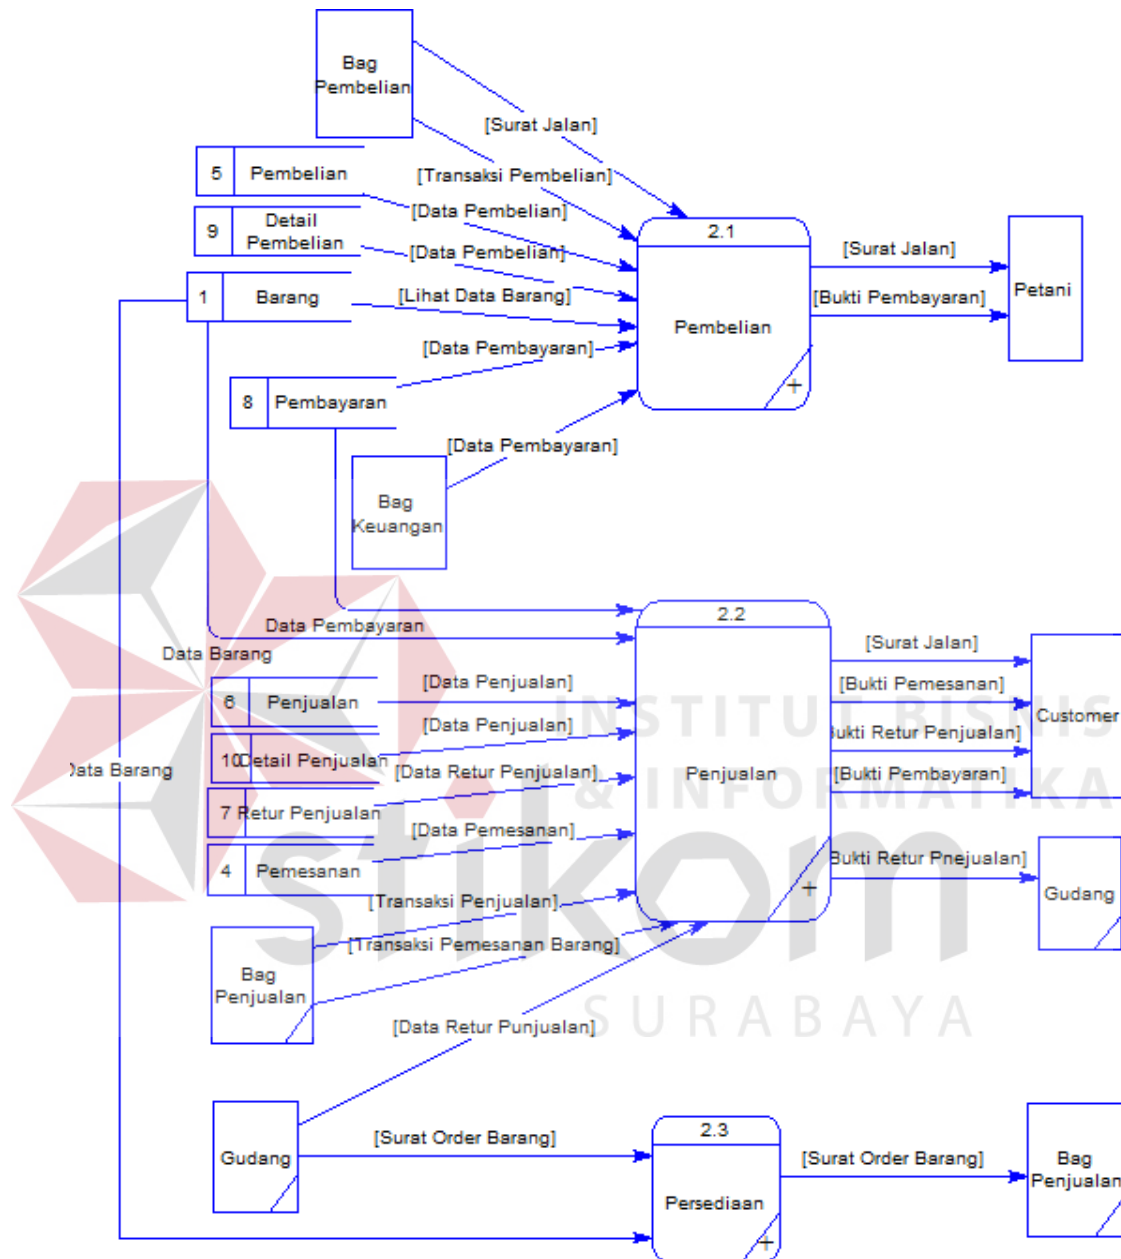 Bag
Pembelian
[Surat Jalan]
[Transaksi Pembelian]
5 Pembelian
[Data Pembelian]
9 Detail
Pembelian
[Data Pembelian]
1 Barang
[Lihat Data Barang]
[Data Pembayaran]
8 Pembayaran
[Data Pembayaran]
Bag
Keuangan
2.1
Pembelian
+
[Surat Jalan]
[Bukti Pembayaran]
Petani
Data Pembayaran
Data Barang
Data Barang
6 Penjualan
[Data Penjualan]
10 Detail Penjualan
[Data Penjualan]
7 Retur Penjualan
[Data Retur Penjualan]
4 Pemesanan
[Data Pemesanan]
[Transaksi Penjualan]
[Transaksi Pemesanan Barang]
Bag
Penjualan
[Data Retur Punjualan]
2.2
Penjualan
+
[Surat Jalan]
[Bukti Pemesanan]
Bukti Retur Penjualan]
[Bukti Pembayaran]
Customer
Bukti Retur Pnejualan]
Gudang
Gudang
[Surat Order Barang]
2.3
Persediaan
+
[Surat Order Barang]
Bag
Penjualan
INSTITUT BISNIS
& INFORMATIKA
stikom
SURABAYA